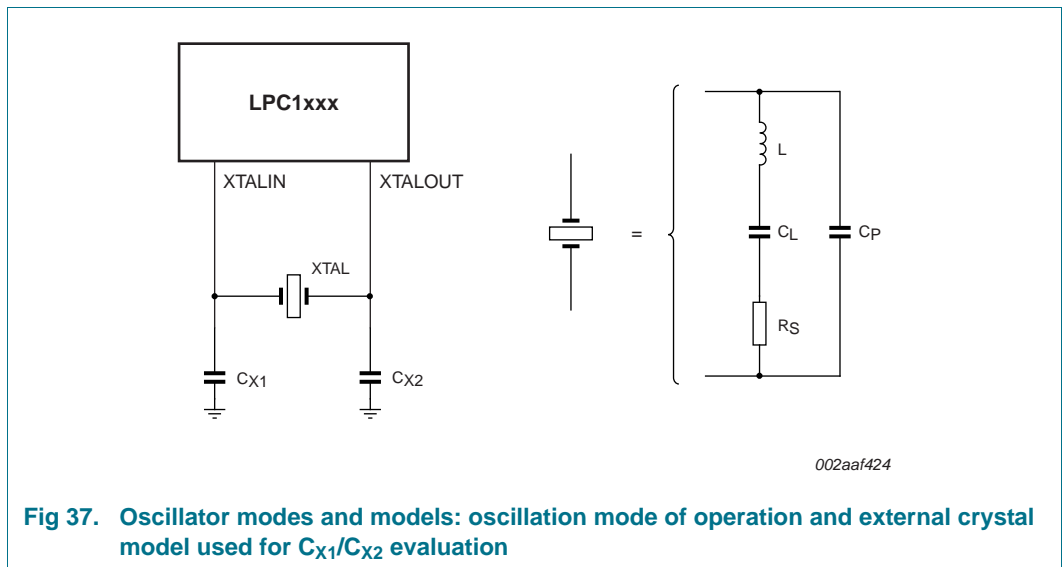 LPC1xxx
XTALIN
XTALOUT
XTAL
CX1
CX2
=
L
CL
CP
RS
002aaf424
Fig 37. Oscillator modes and models: oscillation mode of operation and external crystal
model used for CX1/CX2 evaluation